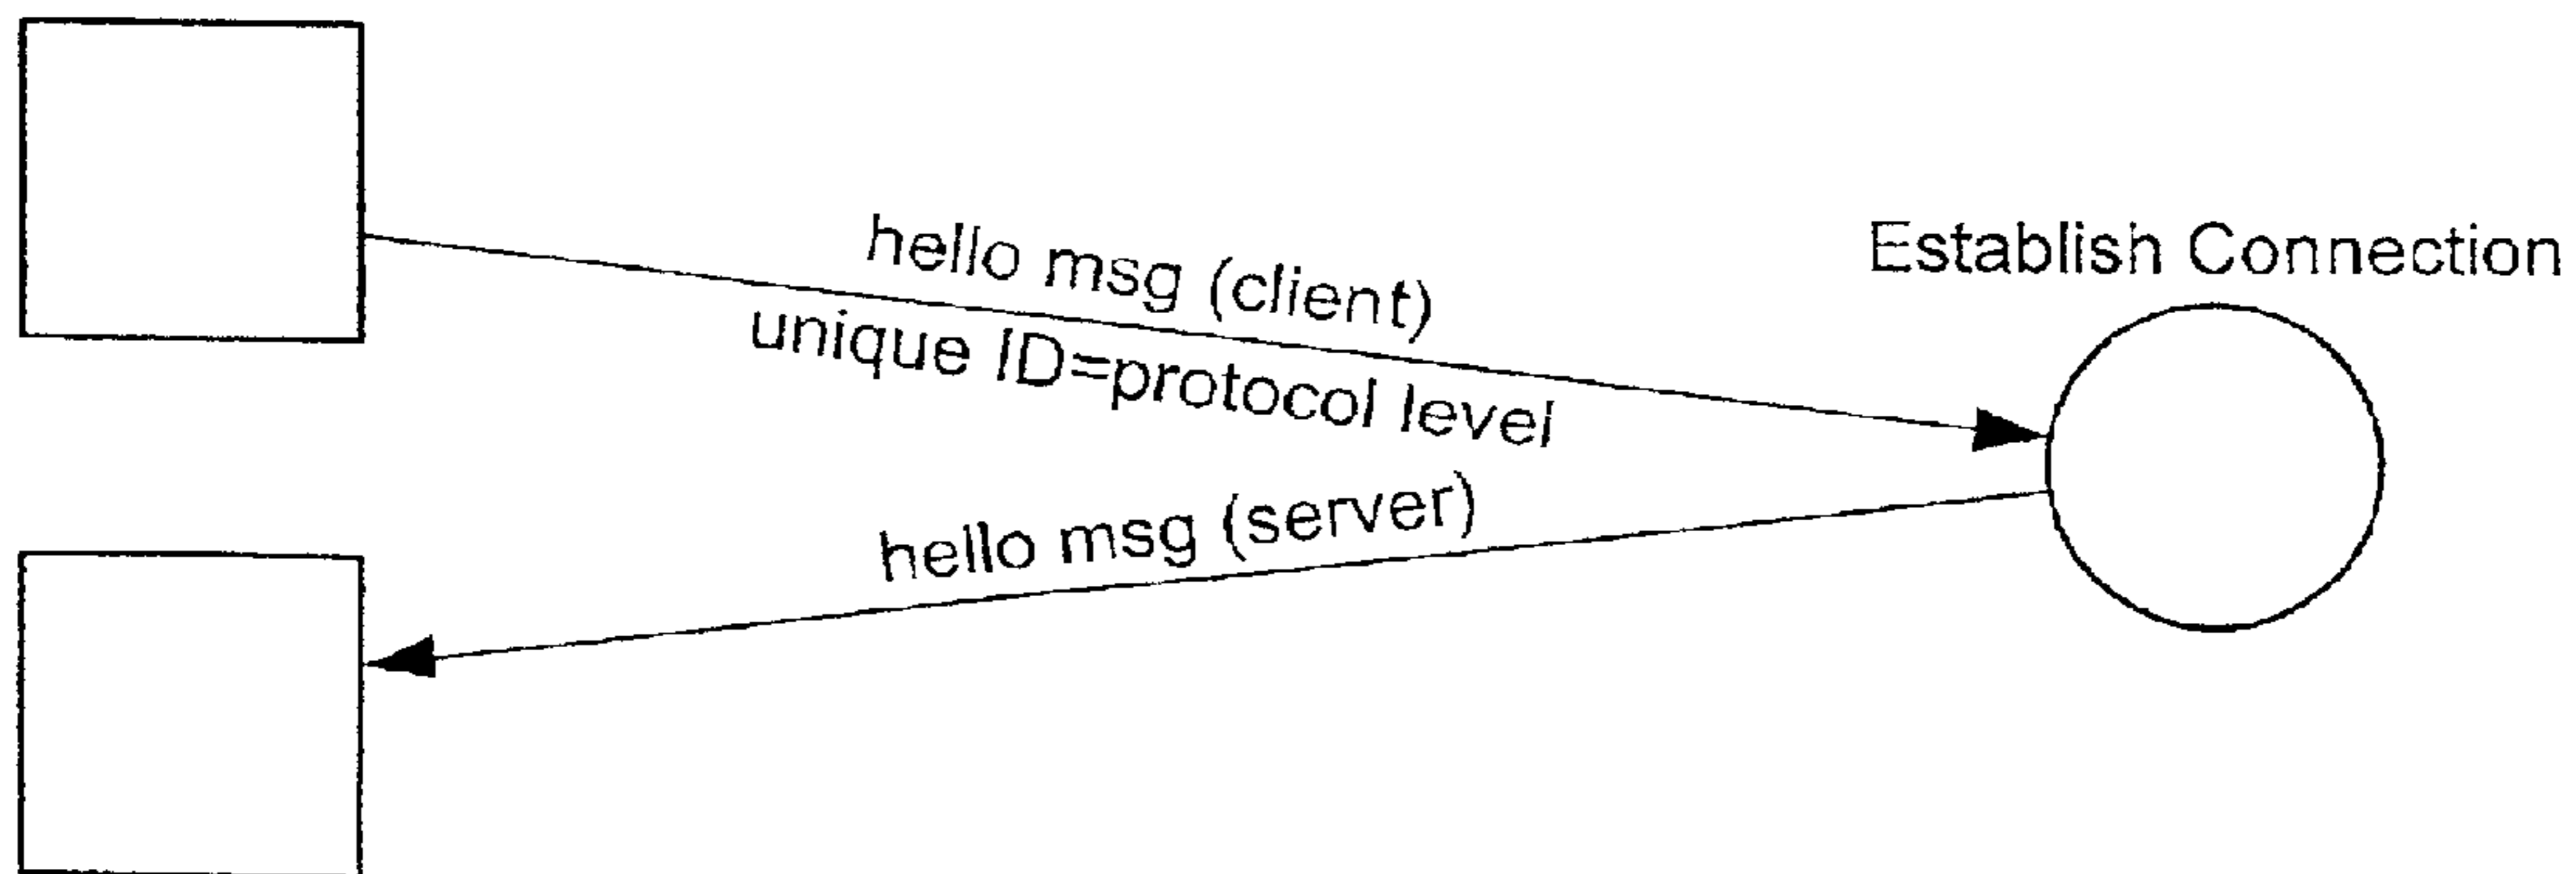 hello msg (client)
unique ID=protocol level
Establish Connection
hello msg (server)